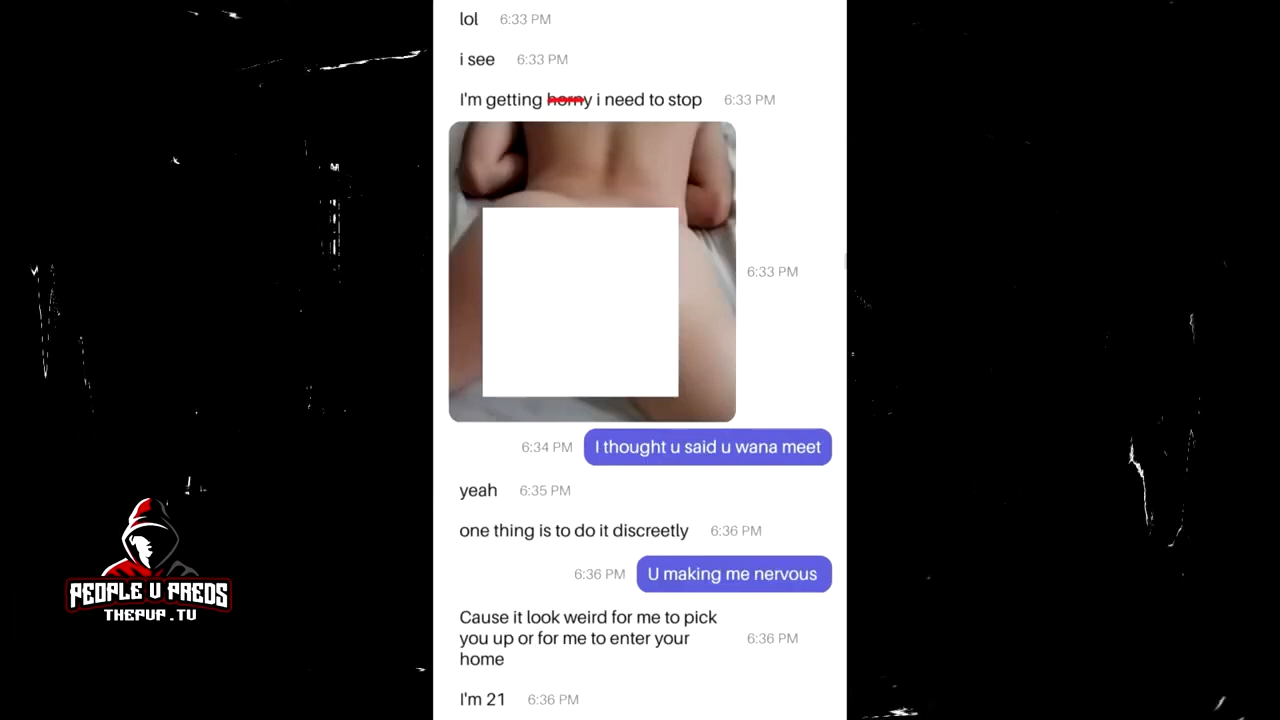 lol 6:33 PM
i see 6:33 PM
I'm getting horny i need to stop 6:33 PM
6:33 PM
6:34 PM I thought u said u wana meet
yeah 6:35 PM
one thing is to do it discreetly 6:36 PM
6:36 PM U making me nervous
Cause it look weird for me to pick
you up or for me to enter your 6:36 PM
home
I'm 21 6:36 PM
PEOPLE V PREDS
THEPVP.TV